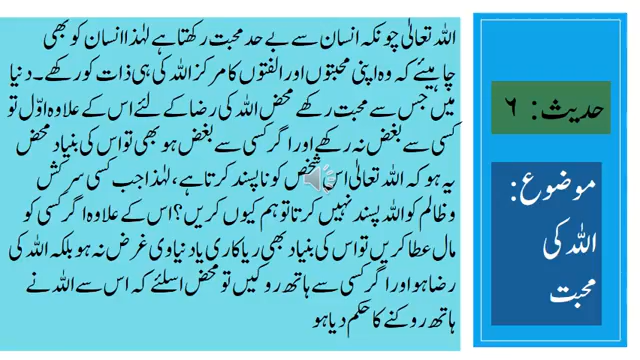 حدیث: ٦
موضوع:
اللہ کی
محبت
اللہ تعالیٰ چونکہ انسان سے بے حد محبت رکھتا ہے لہٰذا انسان کو بھی
چاہیئے کہ وہ اپنی محبتوں اور الفتوں کا مرکز اللہ کی ہی ذات کو رکھے۔ دنیا
میں جس سے محبت رکھے محض اللہ کی رضا کے لئے اس کے علاوہ اوّل تو
کسی سے بغض نہ رکھے اور اگر کسی سے بغض ہو بھی تو اس کی بنیاد محض
یہ ہو کہ اللہ تعالیٰ اس شخص کو ناپسند کرتا ہے، لہٰذا جب کسی سرکش
و ظالم کو اللہ پسند نہیں کرتا تو ہم کیوں کریں؟ اس کے علاوہ اگر کسی کو
مال عطا کریں تو اس کی بنیاد بھی ریاکاری یا دنیاوی غرض نہ ہو بلکہ اللہ کی
رضا ہو اور اگر کسی سے ہاتھ روکیں تو محض اسلئے کہ اس سے اللہ نے
ہاتھ روکنے کا حکم دیا ہو